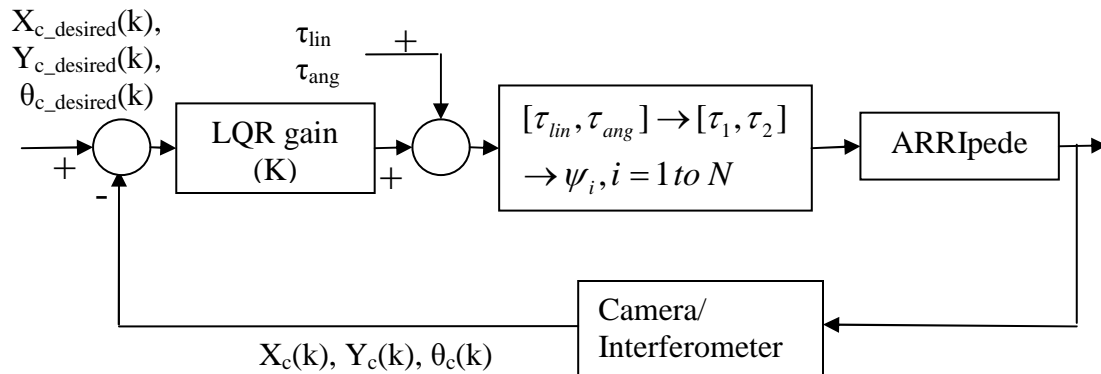 X_c_desired(k),
Y_c_desired(k),
θ_c_desired(k)
τ_lin
τ_ang
+
+
-
LQR gain
(K)
+
[τ_lin, τ_ang] → [τ_1, τ_2]
→ ψ_i, i = 1 to N
ARRIpede
Camera/
Interferometer
X_c(k), Y_c(k), θ_c(k)